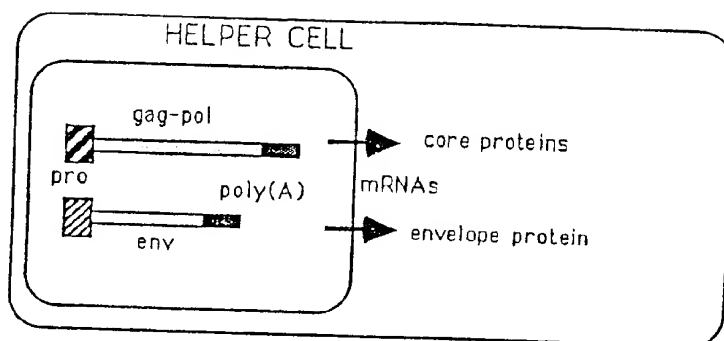 HELPER CELL
gag-pol
core proteins
pro
poly(A)
mRNAs
env
envelope protein